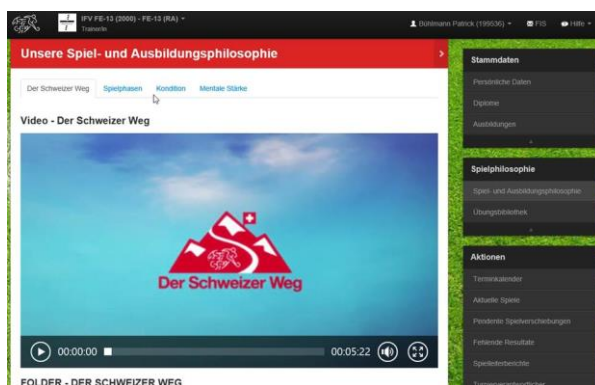 IFV FE-13 (2000) - FE-13 (RA)
Trainer/in
Bühlmann Patrick (199536)
FIS
Hilfe
Unsere Spiel- und Ausbildungsphilosophie
Der Schweizer Weg
Spielphasen
Kondition
Mentale Stärke
Video - Der Schweizer Weg
Der Schweizer Weg
00:00:00
00:05:22
FOLDER - DER SCHWEIZER WEG
Stammdaten
Persönliche Daten
Diplome
Ausbildungen
Spielphilosophie
Spiel- und Ausbildungsphilosophie
Übungsbibliothek
Aktionen
Terminkalender
Aktuelle Spiele
Pendente Spielverschiebungen
Fehlende Resultate
Spielleiterberichte